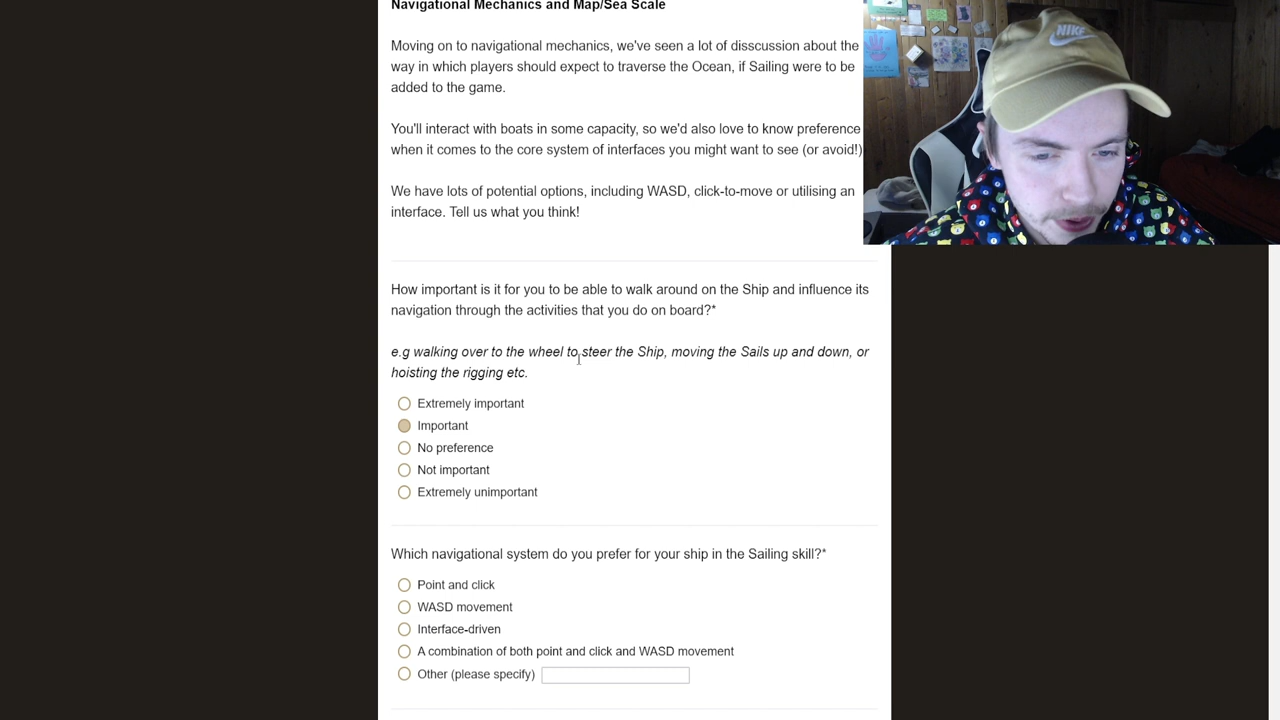 Navigational Mechanics and Map/Sea Scale
Moving on to navigational mechanics, we've seen a lot of disscussion about the
way in which players should expect to traverse the Ocean, if Sailing were to be
added to the game.
You'll interact with boats in some capacity, so we'd also love to know preference
when it comes to the core system of interfaces you might want to see (or avoid!)
We have lots of potential options, including WASD, click-to-move or utilising an
interface. Tell us what you think!
NIKE
How important is it for you to be able to walk around on the Ship and influence its
navigation through the activities that you do on board?*
e.g walking over to the wheel to steer the Ship, moving the Sails up and down, or
hoisting the rigging etc.
Extremely important
Important
No preference
Not important
Extremely unimportant
Which navigational system do you prefer for your ship in the Sailing skill?*
Point and click
WASD movement
Interface-driven
A combination of both point and click and WASD movement
Other (please specify)